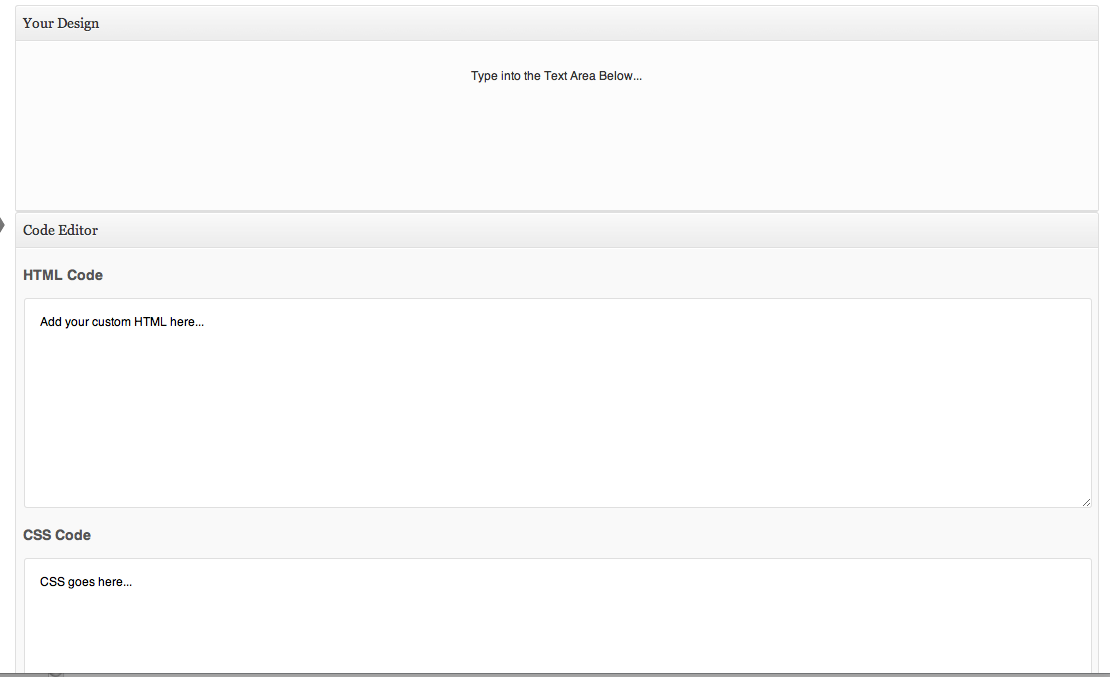 Your Design
Type into the Text Area Below...
Code Editor
HTML Code
Add your custom HTML here...
CSS Code
CSS goes here...